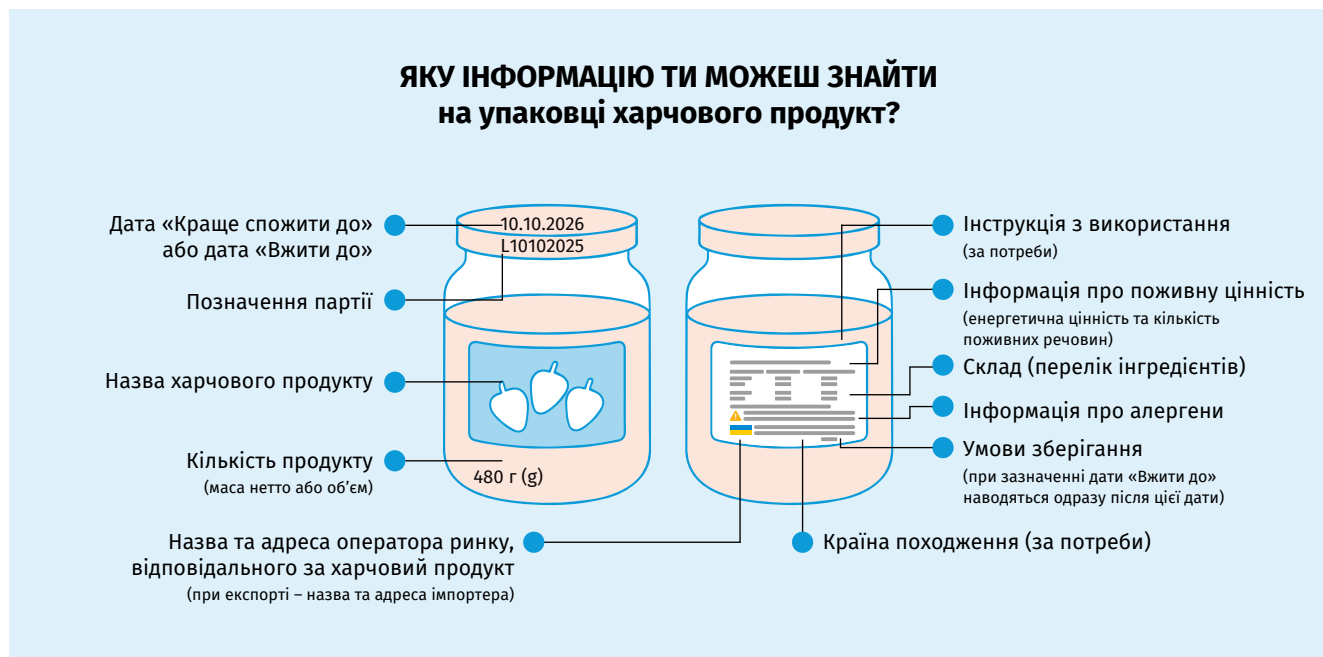 ЯКУ ІНФОРМАЦІЮ ТИ МОЖЕШ ЗНАЙТИ
на упаковці харчового продукт?
Дата «Краще спожити до»
або дата «Вжити до»
Позначення партії
Назва харчового продукту
Кількість продукту
(маса нетто або об’єм)
Назва та адреса оператора ринку,
відповідального за харчовий продукт
(при експорті – назва та адреса імпортера)
10.10.2026
L10102025
480 г (g)
Інструкція з використання
(за потреби)
Інформація про поживну цінність
(енергетична цінність та кількість
поживних речовин)
Склад (перелік інгредієнтів)
Інформація про алергени
Умови зберігання
(при зазначенні дати «Вжити до»
наводяться одразу після цієї дати)
Країна походження (за потреби)